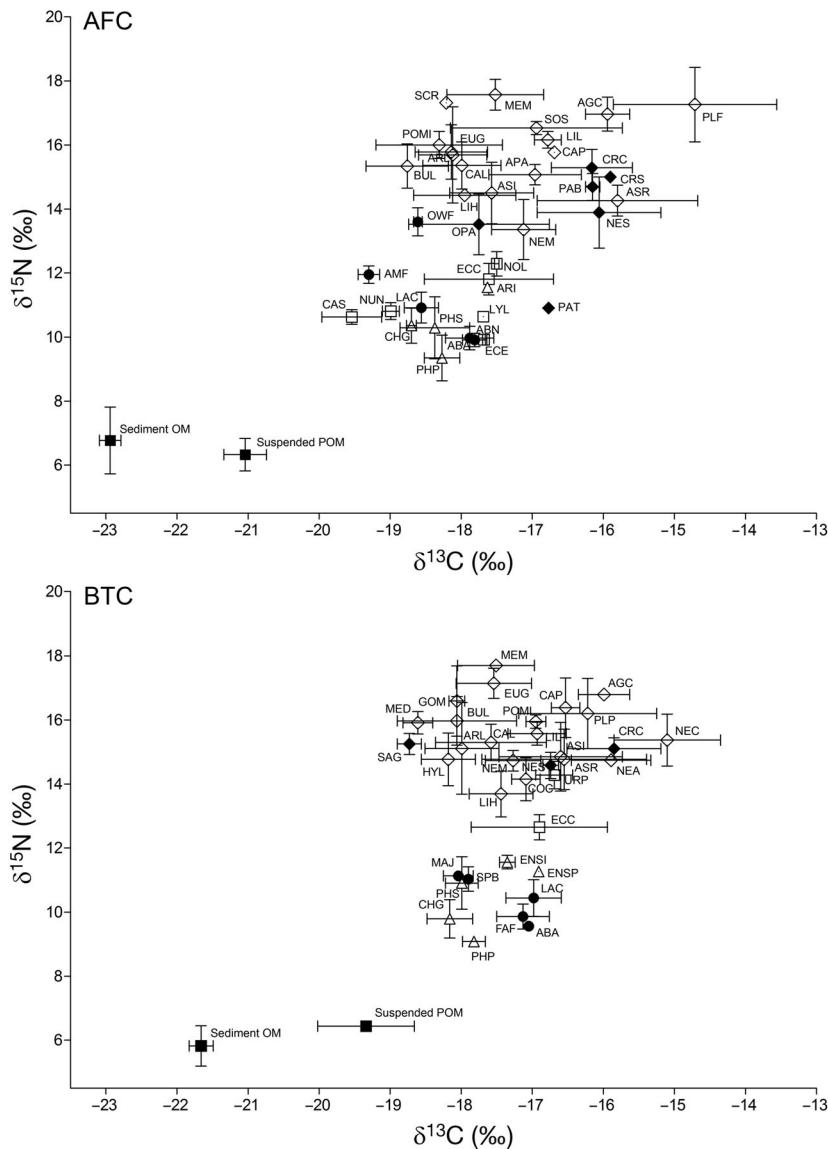 AFC
20
18
16
14
12
10
8
6
δ15N (‰)
SCR
MEM
AGC
PLF
SOS
POMI
EUG
LIL
ARL
CAP
BUL
CAL
APA
CRC
CRS
ASI
PAB
ASR
LIH
OWF
OPA
NEM
NES
ECC
NOL
AMF
ARI
NUN
LAC
CAS
PHS
LYL
PAT
CHG
ABN
ABA
ECE
PHP
Sediment OM
Suspended POM
−23 −22 −21 −20 −19 −18 −17 −16 −15 −14 −13
δ13C (‰)
BTC
20
18
16
14
12
10
8
6
δ15N (‰)
MEM
EUG
AGC
GOM
CAP
MED
BUL
POMI
PLP
ARL
CAL
LIL
CRC
NEC
SAG
ASI
HYL
NEM
NES
ASR
NEA
COC
URP
LIH
ECC
MAJ
ENSI
SPB
ENSP
PHS
LAC
CHG
FAF
ABA
PHP
Suspended POM
Sediment OM
−23 −22 −21 −20 −19 −18 −17 −16 −15 −14 −13
δ13C (‰)